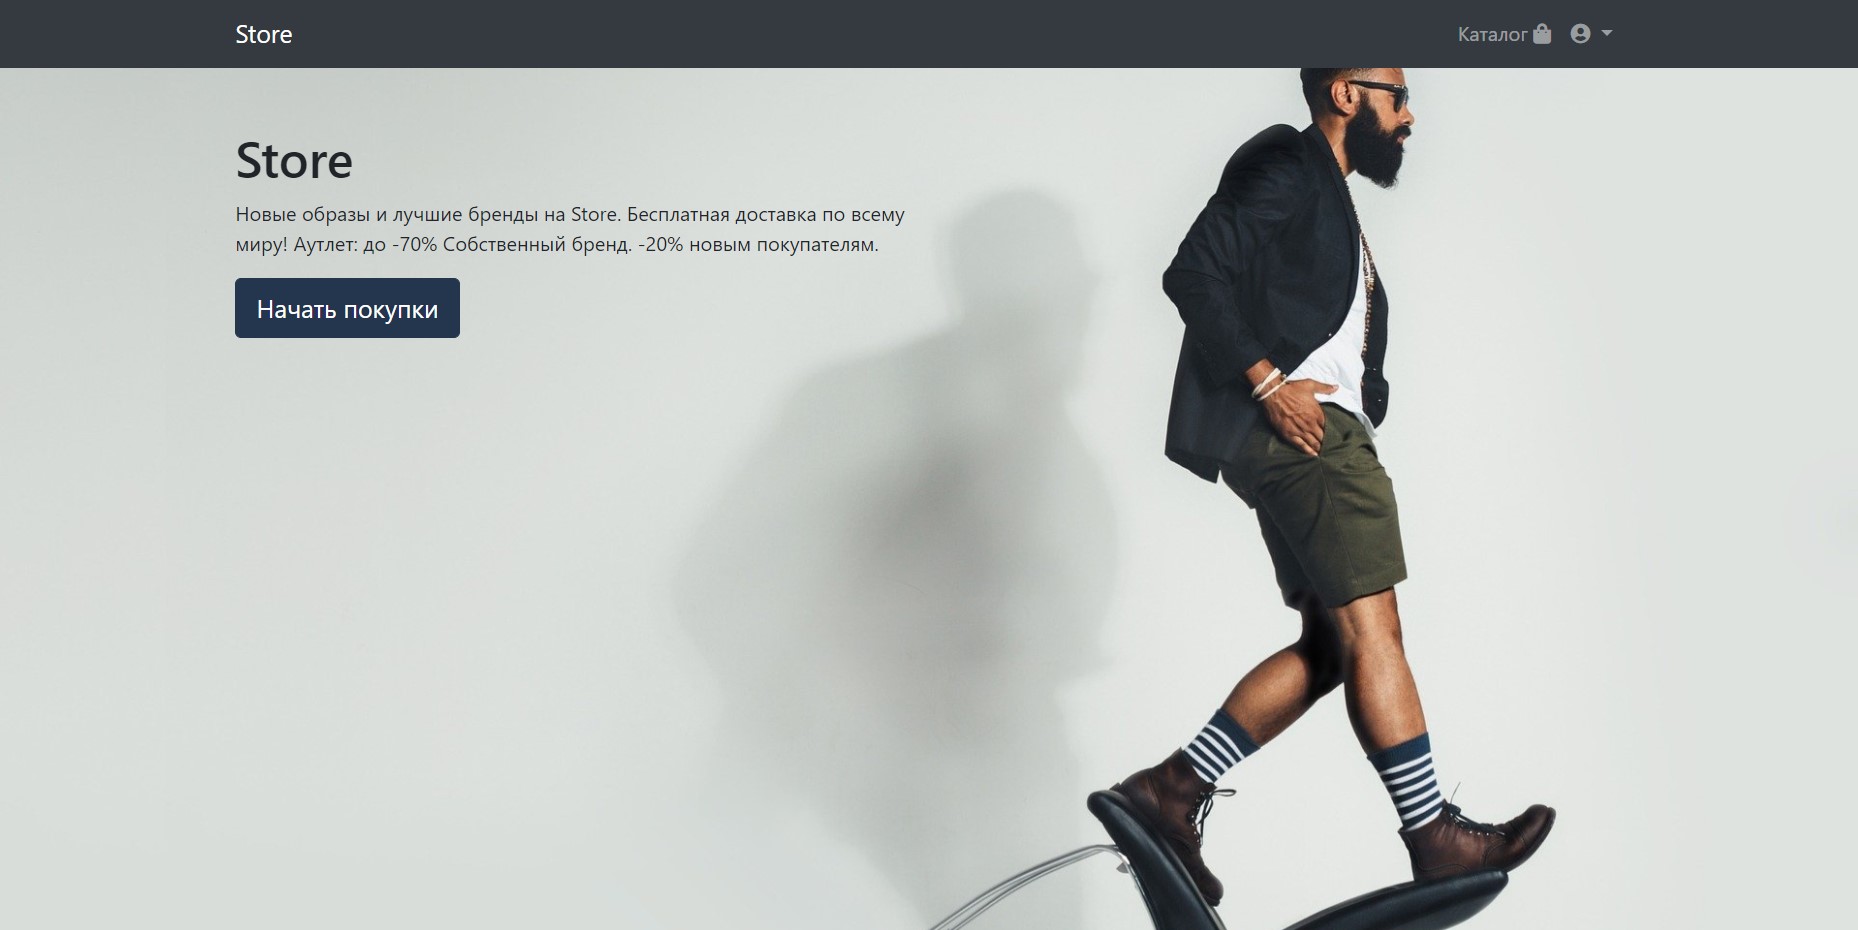 Store
Каталог
Store
Новые образы и лучшие бренды на Store. Бесплатная доставка по всему
миру! Аутлет: до -70% Собственный бренд. -20% новым покупателям.
Начать покупки